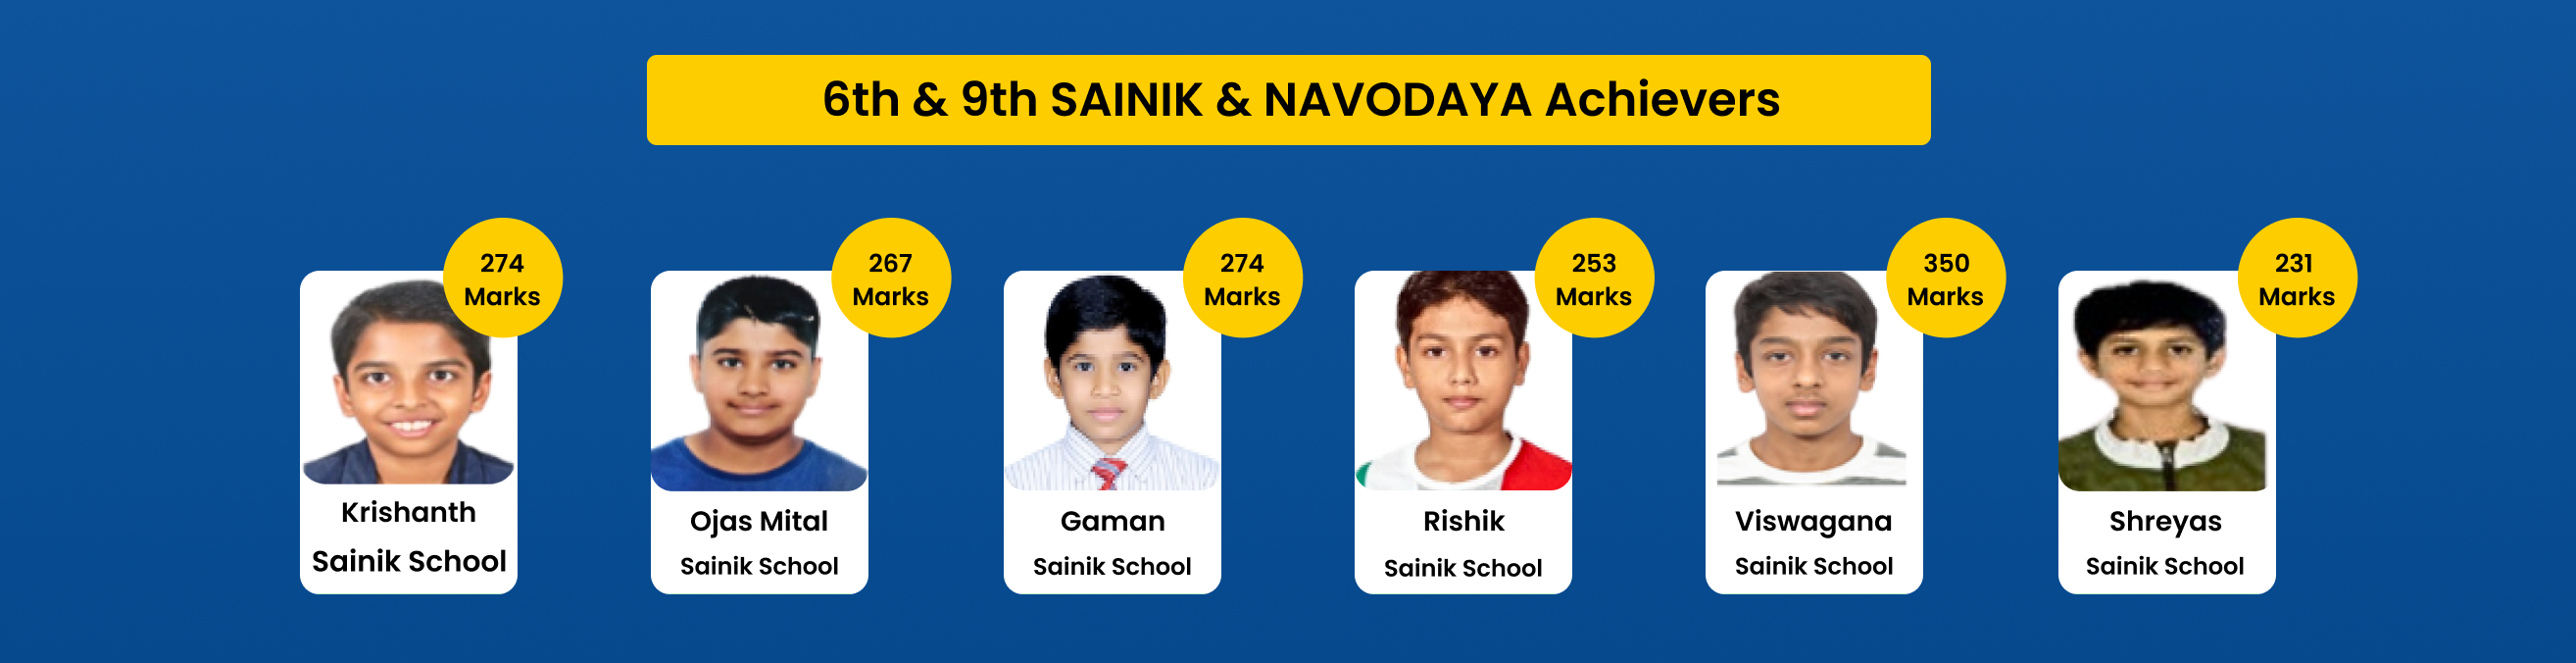 6th & 9th SAINIK & NAVODAYA Achievers
274
Marks
Krishanth
Sainik School
267
Marks
Ojas Mital
Sainik School
274
Marks
Gaman
Sainik School
253
Marks
Rishik
Sainik School
350
Marks
Viswagana
Sainik School
231
Marks
Shreyas
Sainik School